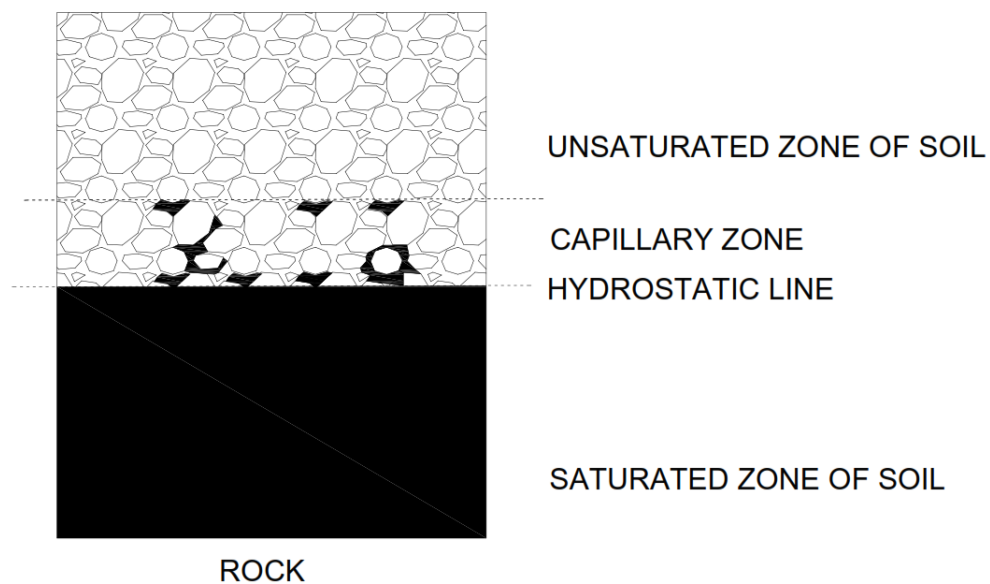 UNSATURATED ZONE OF SOIL
CAPILLARY ZONE
HYDROSTATIC LINE
SATURATED ZONE OF SOIL
ROCK